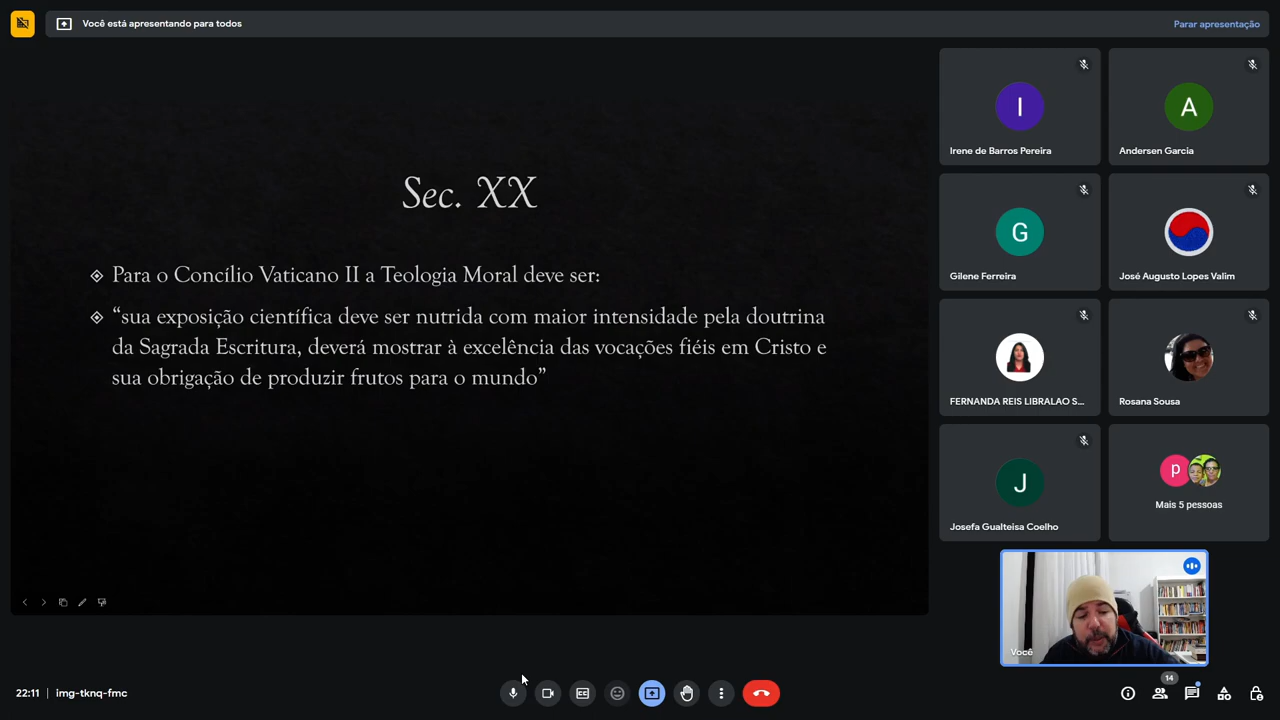 Você está apresentando para todos
Parar apresentação
Sec. XX
Para o Concílio Vaticano II a Teologia Moral deve ser:
“sua exposição científica deve ser nutrida com maior intensidade pela doutrina
da Sagrada Escritura, deverá mostrar à excelência das vocações fiéis em Cristo e
sua obrigação de produzir frutos para o mundo”
I
Irene de Barros Pereira
A
Andersen Garcia
G
Gilene Ferreira
José Augusto Lopes Valim
FERNANDA REIS LIBRALAO S...
Rosana Sousa
J
Josefa Gualteisa Coelho
p
Mais 5 pessoas
Você
22:11
img-tknq-fmc
14